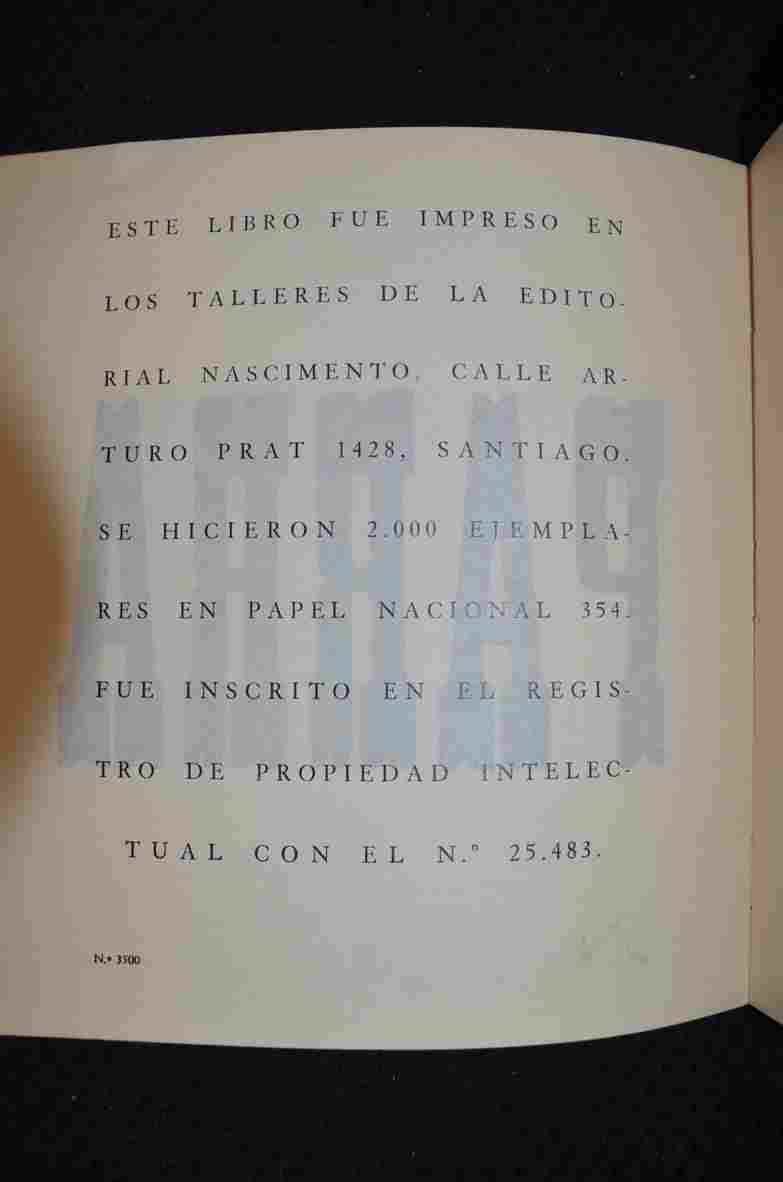 ESTE LIBRO FUE IMPRESO EN
LOS TALLERES DE LA EDITO-
RIAL NASCIMENTO, CALLE AR-
TURO PRAT 1428, SANTIAGO.
SE HICIERON 2.000 EJEMPLA-
RES EN PAPEL NACIONAL 354.
FUE INSCRITO EN EL REGIS-
TRO DE PROPIEDAD INTELEC-
TUAL CON EL N.º 25.483.
N.º 3500
PARRA